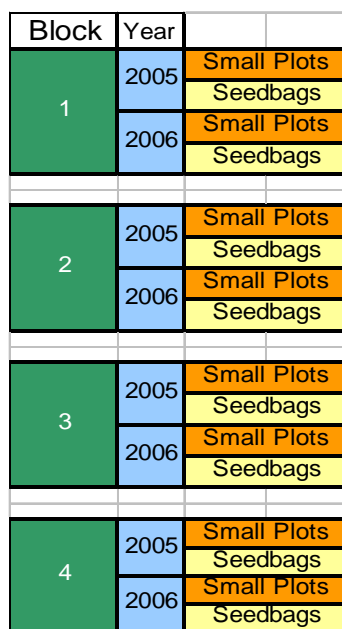 Block Year
1 2005 Small Plots
Seedbags
2006 Small Plots
Seedbags
2 2005 Small Plots
Seedbags
2006 Small Plots
Seedbags
3 2005 Small Plots
Seedbags
2006 Small Plots
Seedbags
4 2005 Small Plots
Seedbags
2006 Small Plots
Seedbags